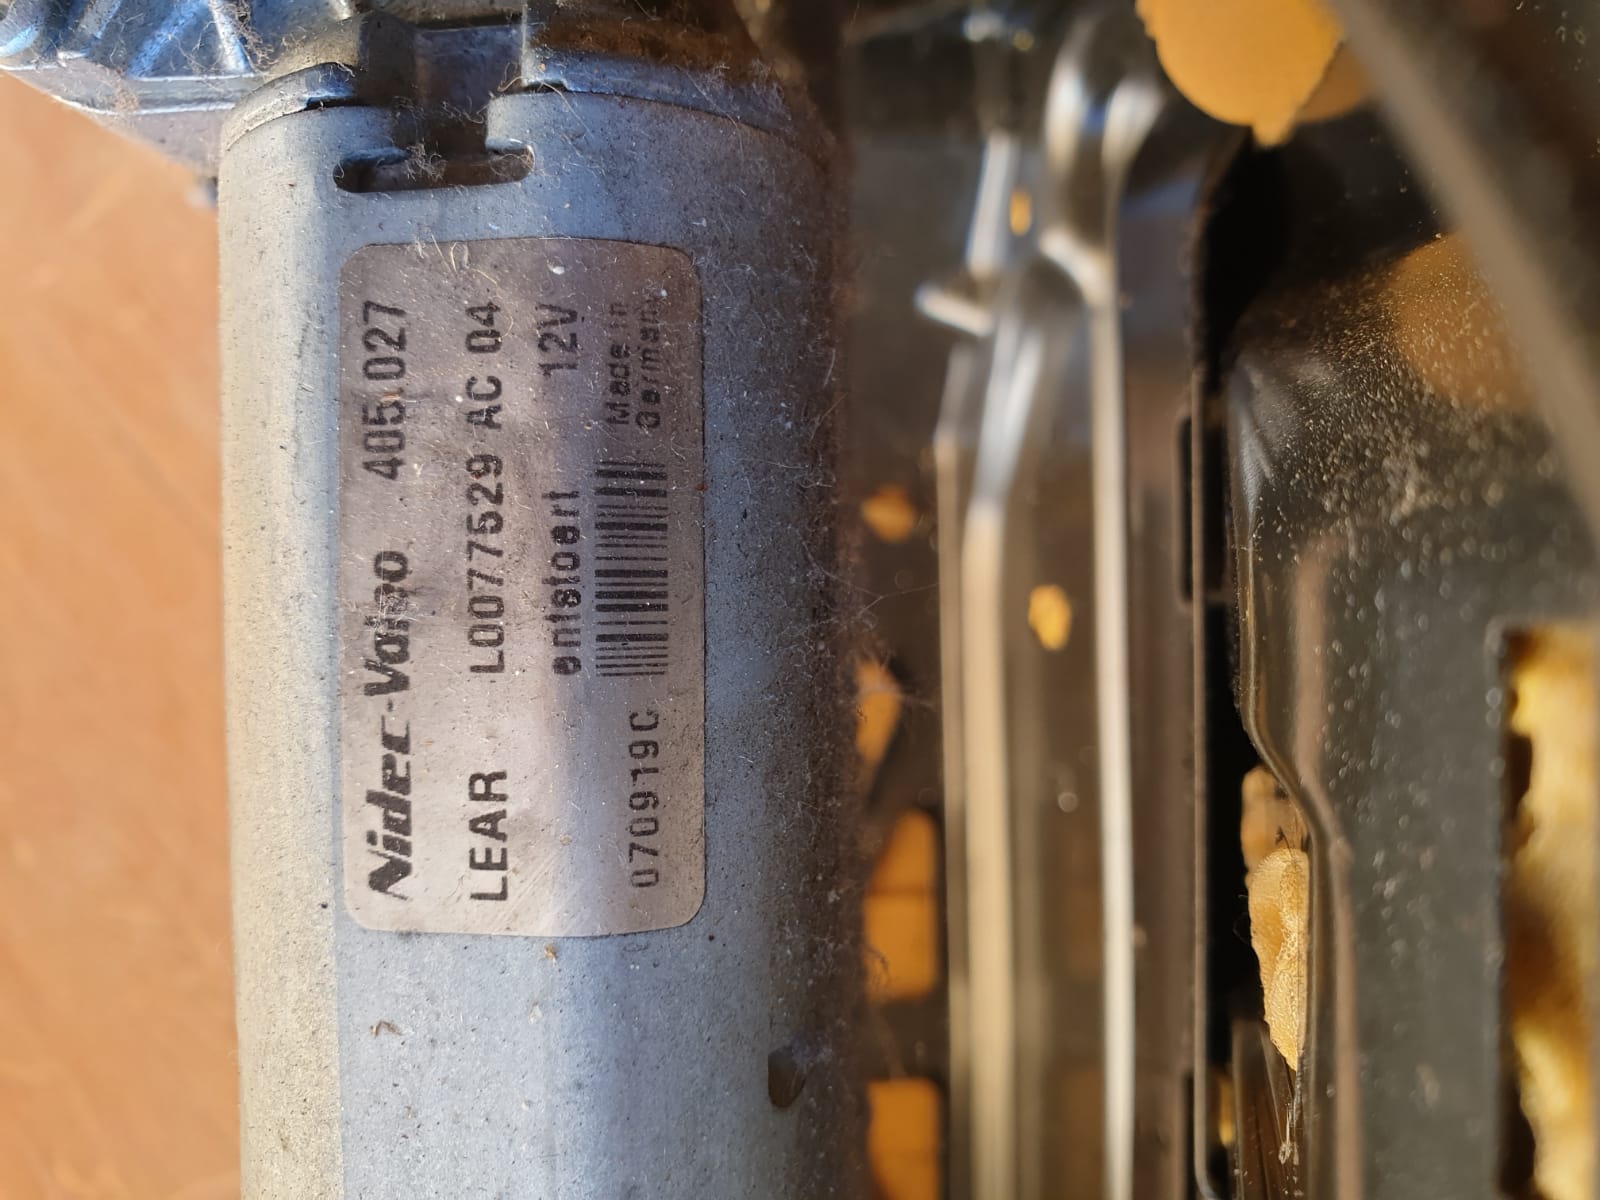 Nidec-Valeo 405.027
LEAR L0077529 AC 04
entstoert 12V
Made in
Germany
070919C